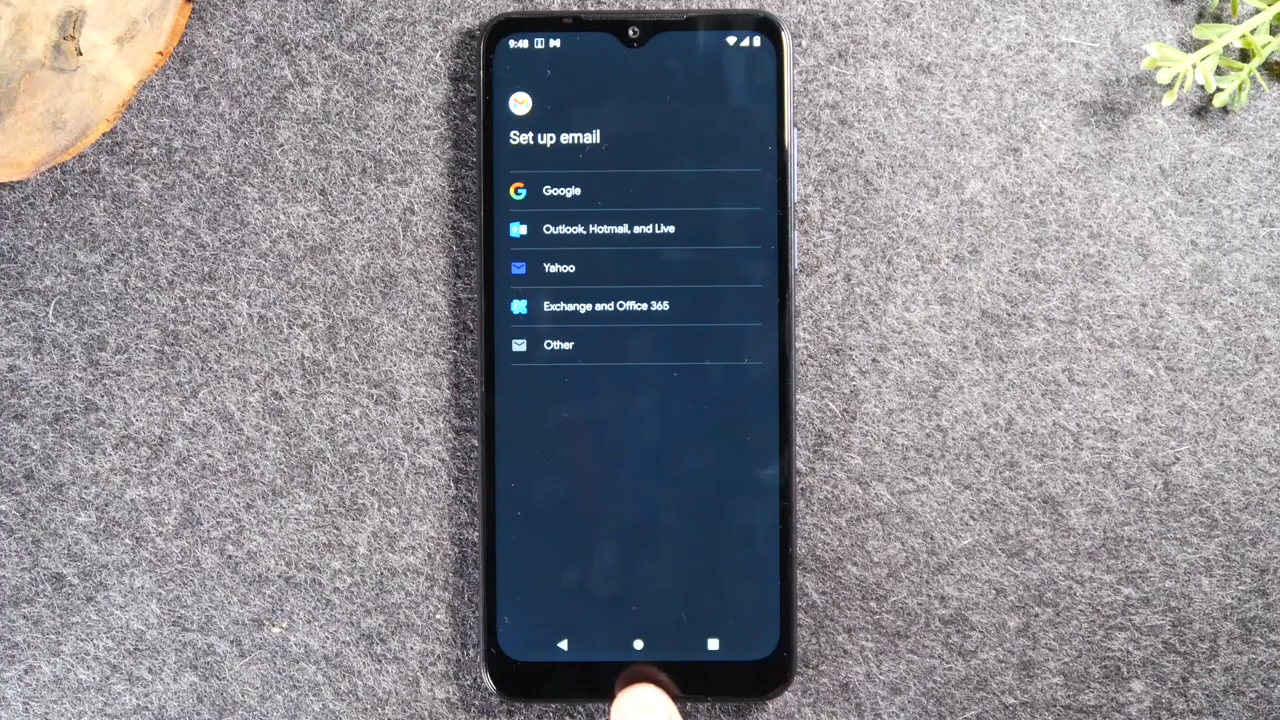 9:48
Set up email
Google
Outlook, Hotmail, and Live
Yahoo
Exchange and Office 365
Other